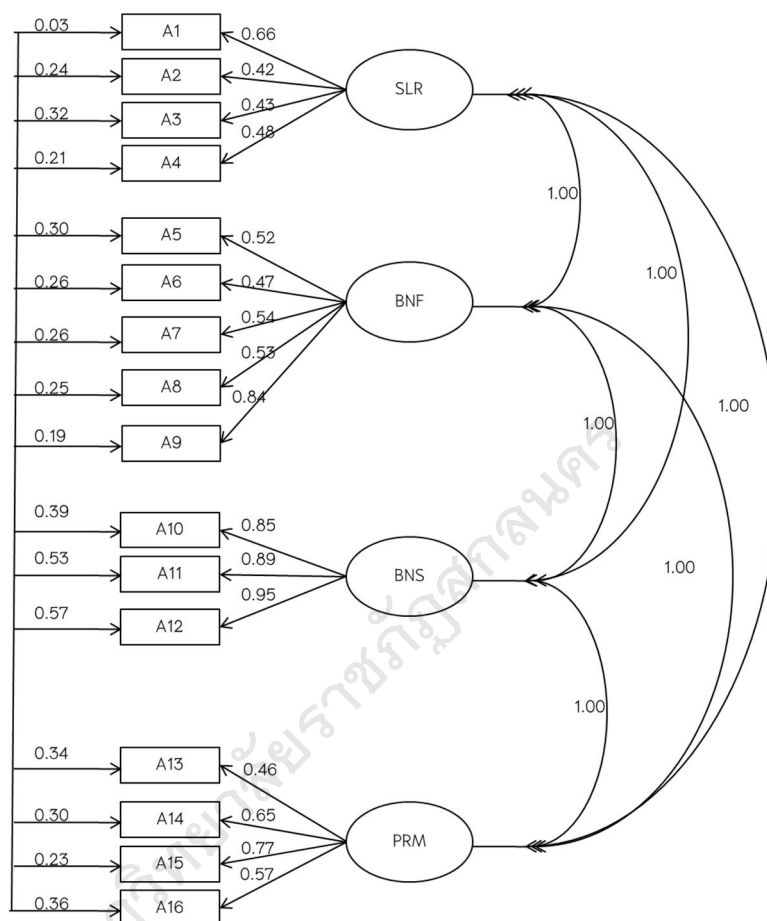 0.03 A1 0.66
0.24 A2 0.42 SLR
0.32 A3 0.43
0.21 A4 0.48
1.00
0.30 A5 0.52
0.26 A6 0.47 BNF 1.00
0.26 A7 0.54
0.25 A8 0.53
0.19 A9 0.84 1.00
1.00
0.39 A10 0.85
0.53 A11 0.89 BNS 1.00
0.57 A12 0.95
1.00
0.34 A13 0.46
0.30 A14 0.65
0.23 A15 0.77 PRM
0.36 A16 0.57